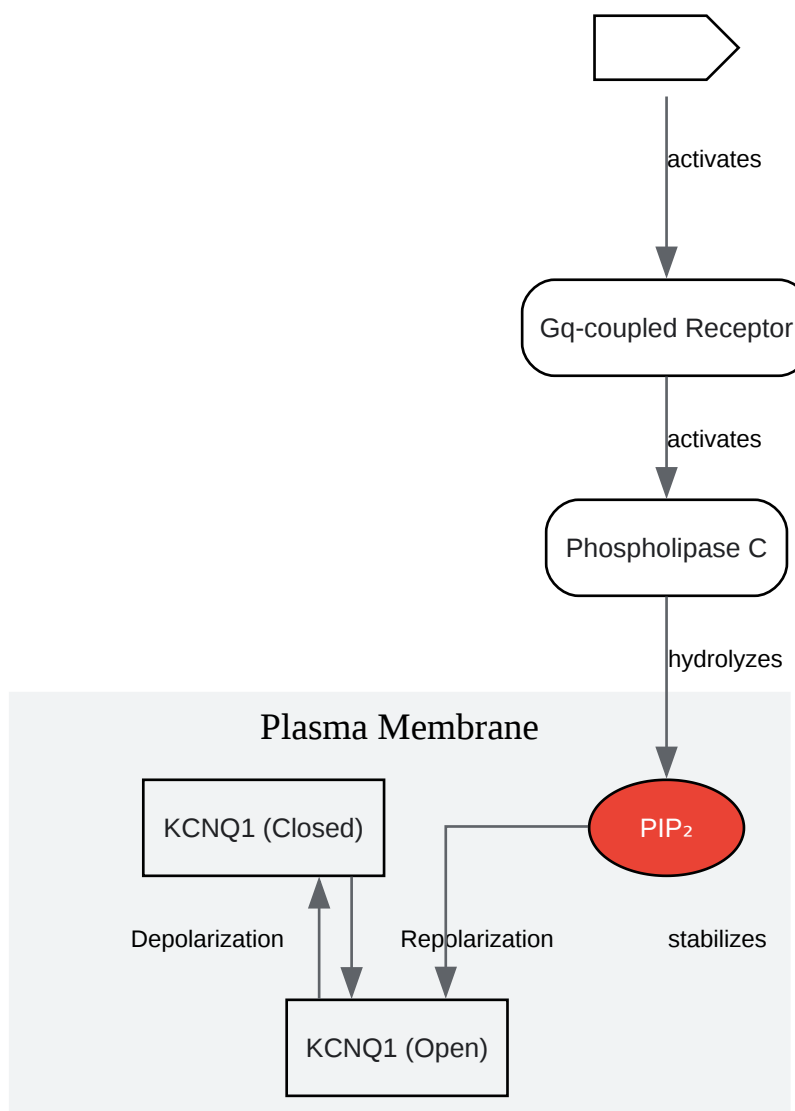 activates
Gq-coupled Receptor
activates
Phospholipase C
hydrolyzes
Plasma Membrane
KCNQ1 (Closed)
PIP₂
Depolarization
Repolarization
stabilizes
KCNQ1 (Open)